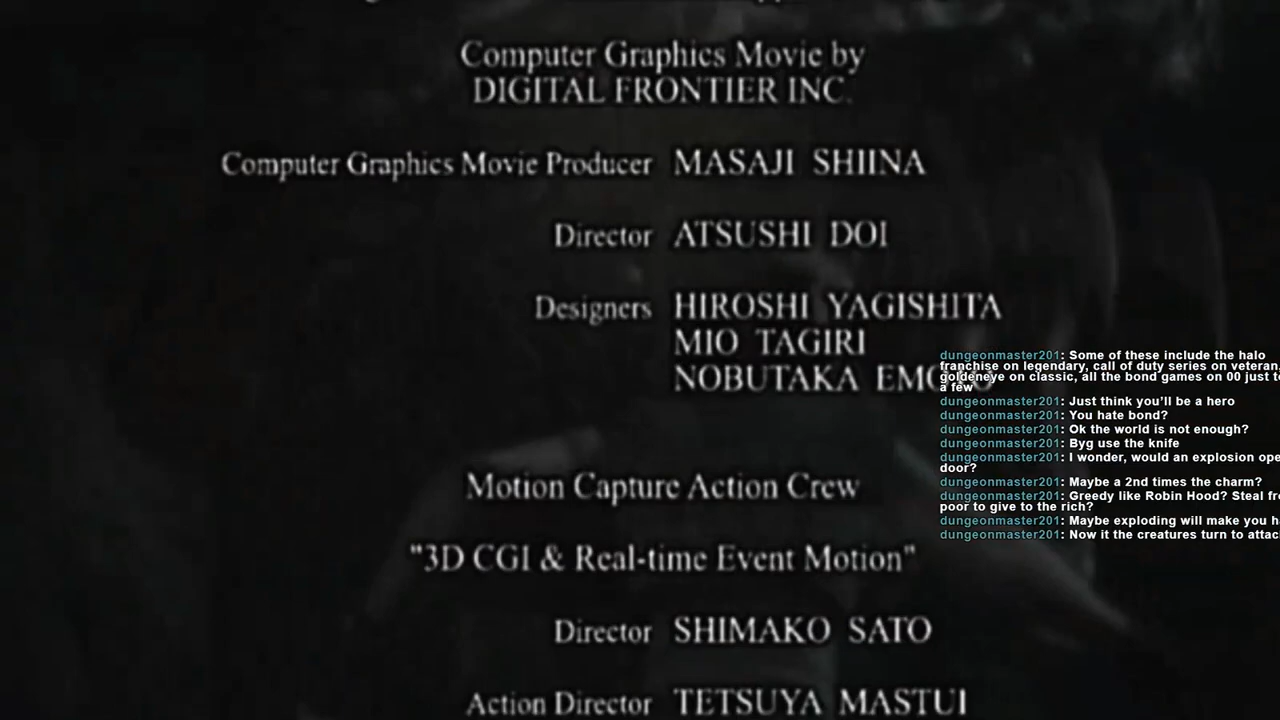 Computer Graphics Movie by
DIGITAL FRONTIER INC.
Computer Graphics Movie Producer MASAJI SHIINA
Director ATSUSHI DOI
Designers HIROSHI YAGISHITA
MIO TAGIRI
NOBUTAKA
dungeonmaster201: Some of these include the halo
franchise on legendary, call of duty series on veteran,
goldeneye on classic, all the bond games on 00 just
a few
dungeonmaster201: Just think you'll be a hero
dungeonmaster201: You hate bond?
dungeonmaster201: Ok the world is not enough?
dungeonmaster201: Byg use the knife
dungeonmaster201: I wonder, would an explosion
door?
dungeonmaster201: Maybe a 2nd times the charm?
dungeonmaster201: Greedy like Robin Hood? Steal
poor to give to the rich?
dungeonmaster201: Maybe exploding will make you
dungeonmaster201: Now it the creatures turn to
Motion Capture Action Crew
"3D CGI & Real-time Event Motion"
Director SHIMAKO SATO
Action Director TETSUYA MASTUI